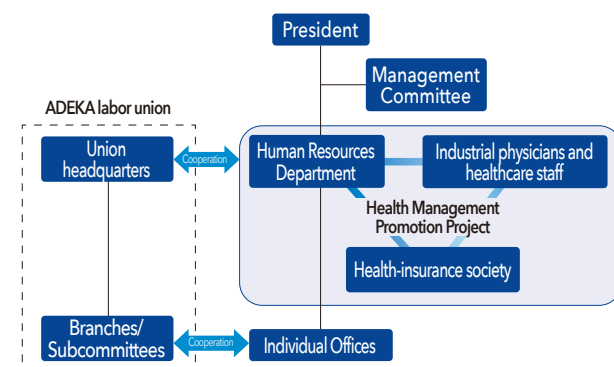 President
Management
Committee
ADEKA labor union
Union
headquarters
Cooperation
Human Resources
Department
Industrial physicians and
healthcare staff
Health Management
Promotion Project
Health-insurance society
Branches/
Subcommittees
Cooperation
Individual Offices